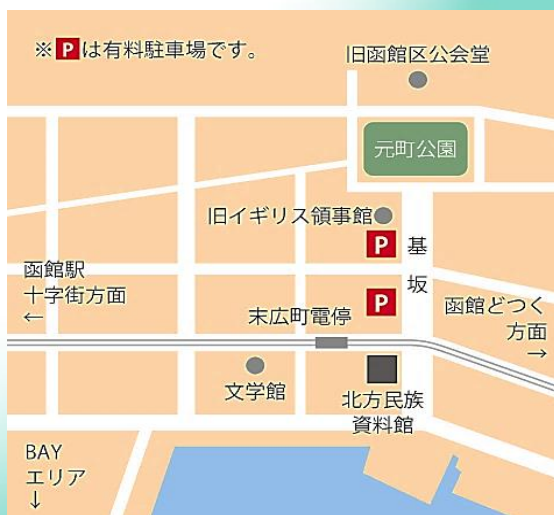 ※Pは有料駐車場です。
旧函館区公会堂
元町公園
旧イギリス領事館
P
基
坂
函館駅
十字街方面
←
P
函館どつく
方面
→
末広町電停
文学館
北方民族
資料館
BAY
エリア
↓